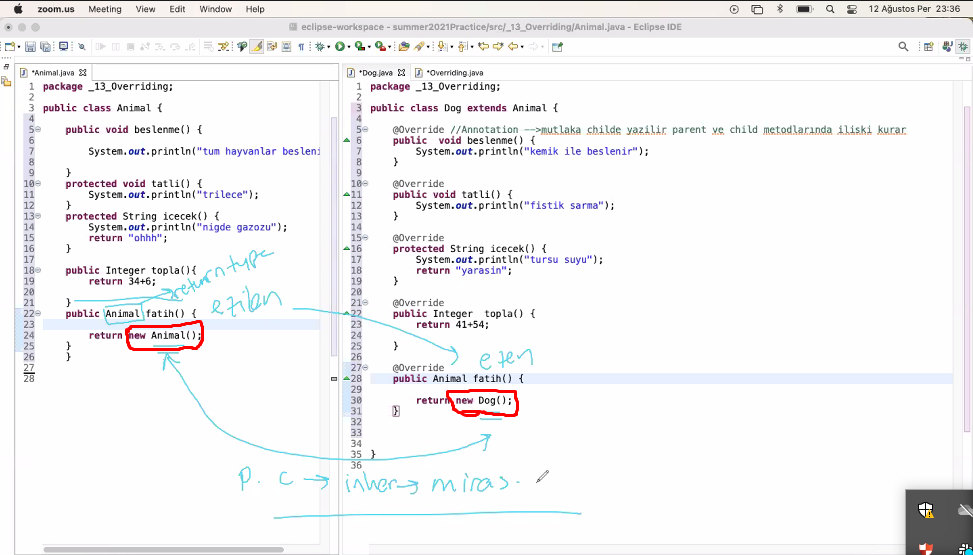 zoom.us Meeting View Edit Window Help 12 Ağustos Per 23:36
eclipse-workspace - summer2021Practice/src/_13_Overriding/Animal.java - Eclipse IDE
*Animal.java
1 package _13_Overriding;
2
3 public class Animal {
4
5 public void beslenme() {
6
7 System.out.println("tum hayvanlar besleni
8
9 }
10 protected void tatli() {
11 System.out.println("trilece");
12 }
13 protected String icecek() {
14 System.out.println("nigde gazozu");
15 return "ohhh";
16 }
17
18 public Integer topla(){
19 return 34+6;
20
21 }
22 public Animal fatih() {
23
24 return new Animal();
25 }
26 }
27
28
*Dog.java *Overriding.java
1 package _13_Overriding;
2
3 public class Dog extends Animal {
4
5 @Override //Annotation -->mutlaka childe yazilir parent ve child metodlarında iliski kurar
6 public void beslenme() {
7 System.out.println("kemik ile beslenir");
8 }
9
10 @Override
11 public void tatli() {
12 System.out.println("fistik sarma");
13 }
14
15 @Override
16 protected String icecek() {
17 System.out.println("tursu suyu");
18 return "yarasin";
19 }
20
21 @Override
22 public Integer topla() {
23 return 41+54;
24
25 }
26
27 @Override
28 public Animal fatih() {
29
30 return new Dog();
31 }
32
33
34
35 }
36
return type
ezilen
ezen
P. C → inher → miras.